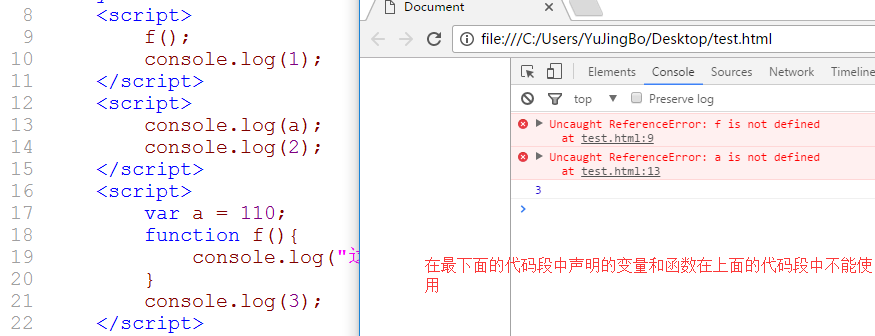 8 <script>
9 f();
10 console.log(1);
11 </script>
12 <script>
13 console.log(a);
14 console.log(2);
15 </script>
16 <script>
17 var a = 110;
18 function f(){
19 console.log("
20 }
21 console.log(3);
22 </script>
Document
file:///C:/Users/YuJingBo/Desktop/test.html
Elements Console Sources Network Timeline
top Preserve log
Uncaught ReferenceError: f is not defined
at test.html:9
Uncaught ReferenceError: a is not defined
at test.html:13
3
在最下面的代码段中声明的变量和函数在上面的代码段中不能使
用